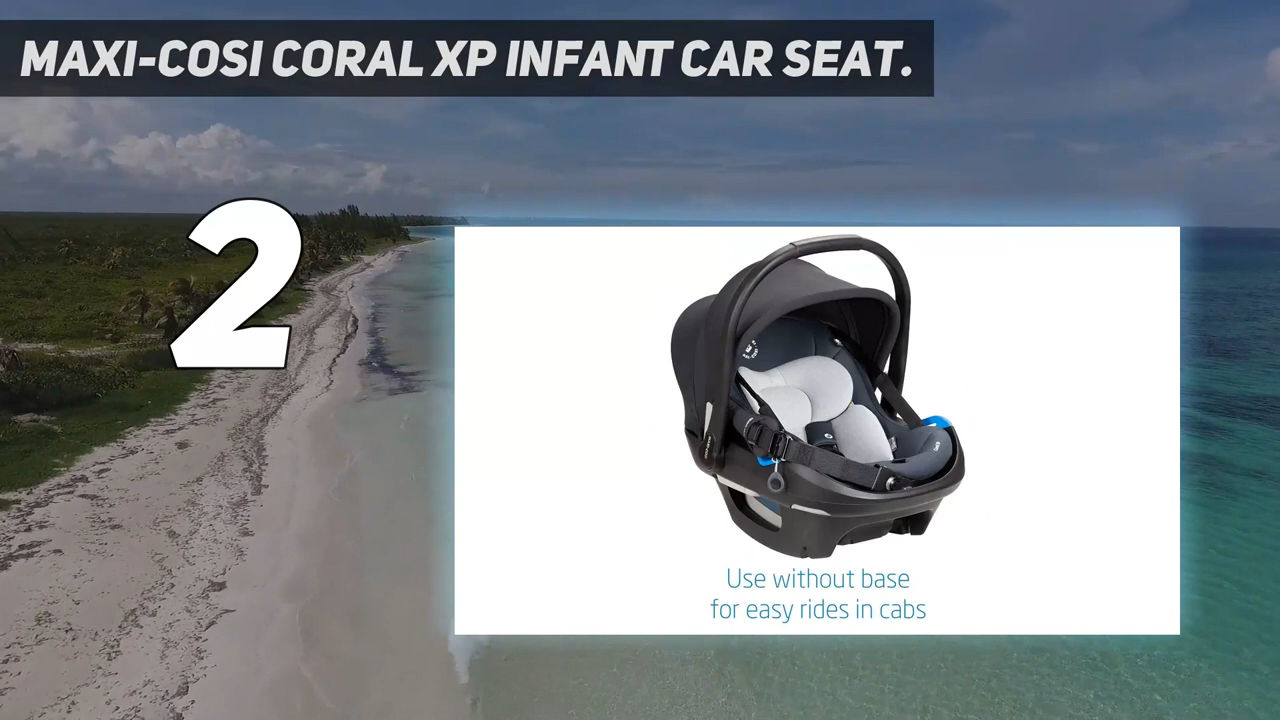 MAXI-COSI CORAL XP INFANT CAR SEAT.
2
Use without base
for easy rides in cabs